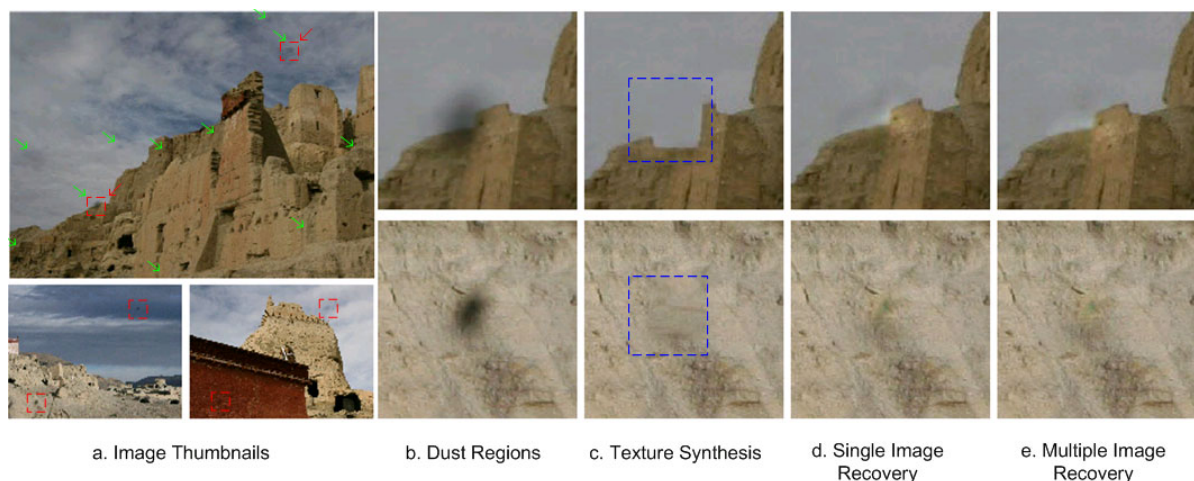 a. Image Thumbnails
b. Dust Regions
c. Texture Synthesis
d. Single Image
Recovery
e. Multiple Image
Recovery